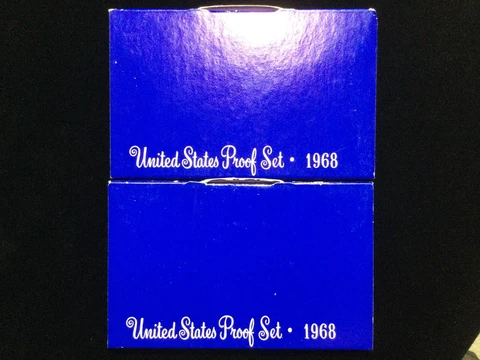 United States Proof Set • 1968
United States Proof Set • 1968